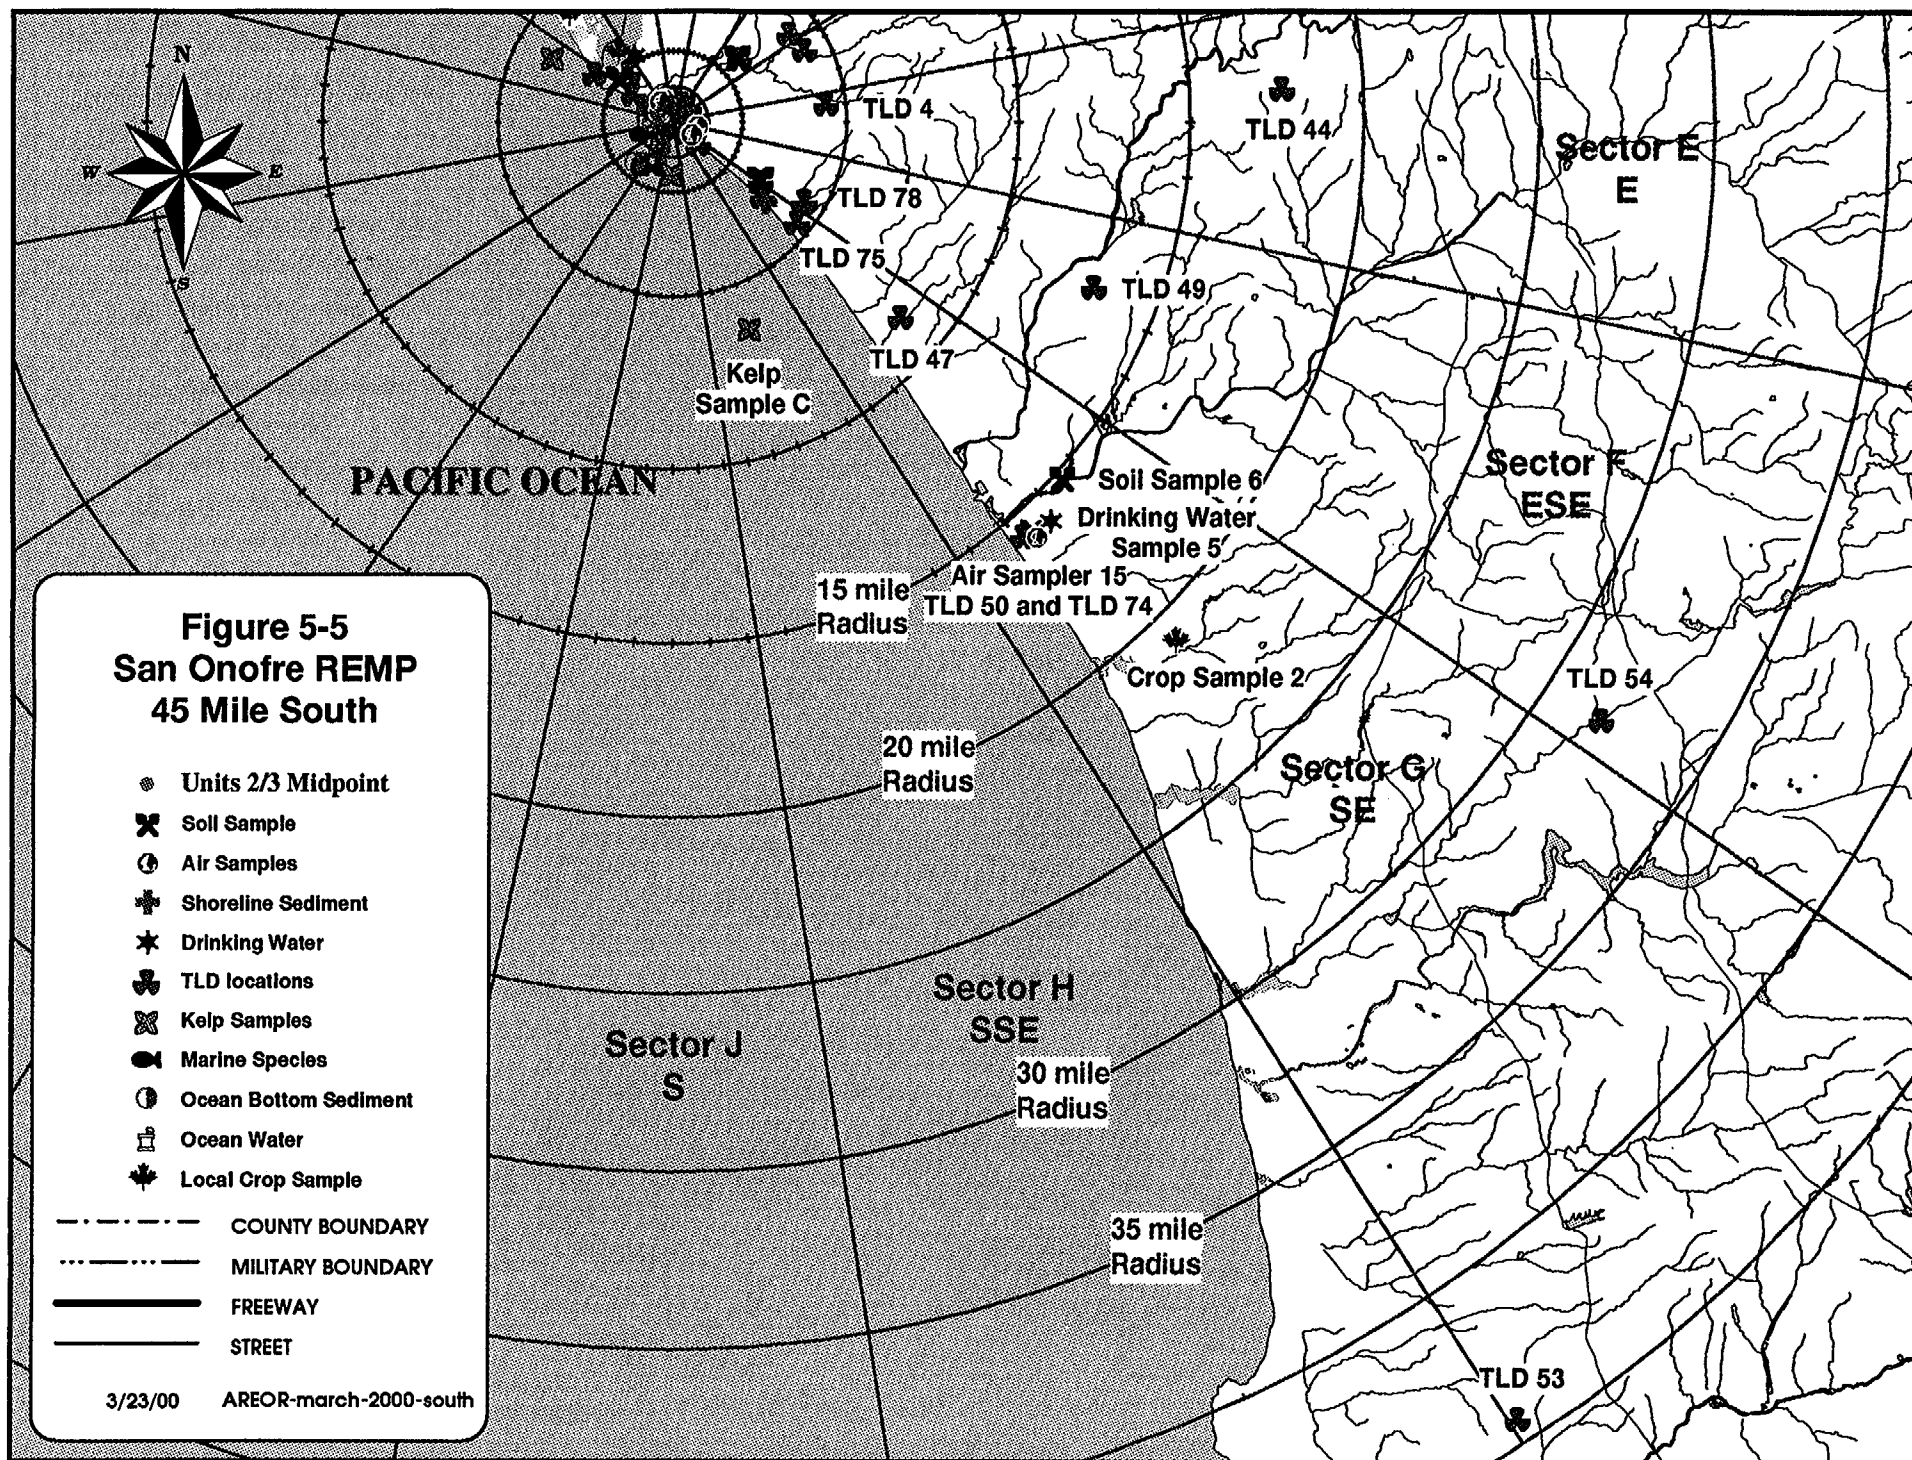 N
W
E
S
TLD 4
TLD 44
Sector E
E
TLD 78
TLD 75
TLD 49
TLD 47
Kelp
Sample C
PACIFIC OCEAN
Soil Sample 6
Drinking Water
Sample 5
Sector F
ESE
Air Sampler 15
TLD 50 and TLD 74
15 mile
Radius
Crop Sample 2
TLD 54
20 mile
Radius
Sector G
SE
Sector H
SSE
Sector J
S
30 mile
Radius
35 mile
Radius
TLD 53
Figure 5-5
San Onofre REMP
45 Mile South
Units 2/3 Midpoint
Soil Sample
Air Samples
Shoreline Sediment
Drinking Water
TLD locations
Kelp Samples
Marine Species
Ocean Bottom Sediment
Ocean Water
Local Crop Sample
COUNTY BOUNDARY
MILITARY BOUNDARY
FREEWAY
STREET
3/23/00 AREOR-march-2000-south